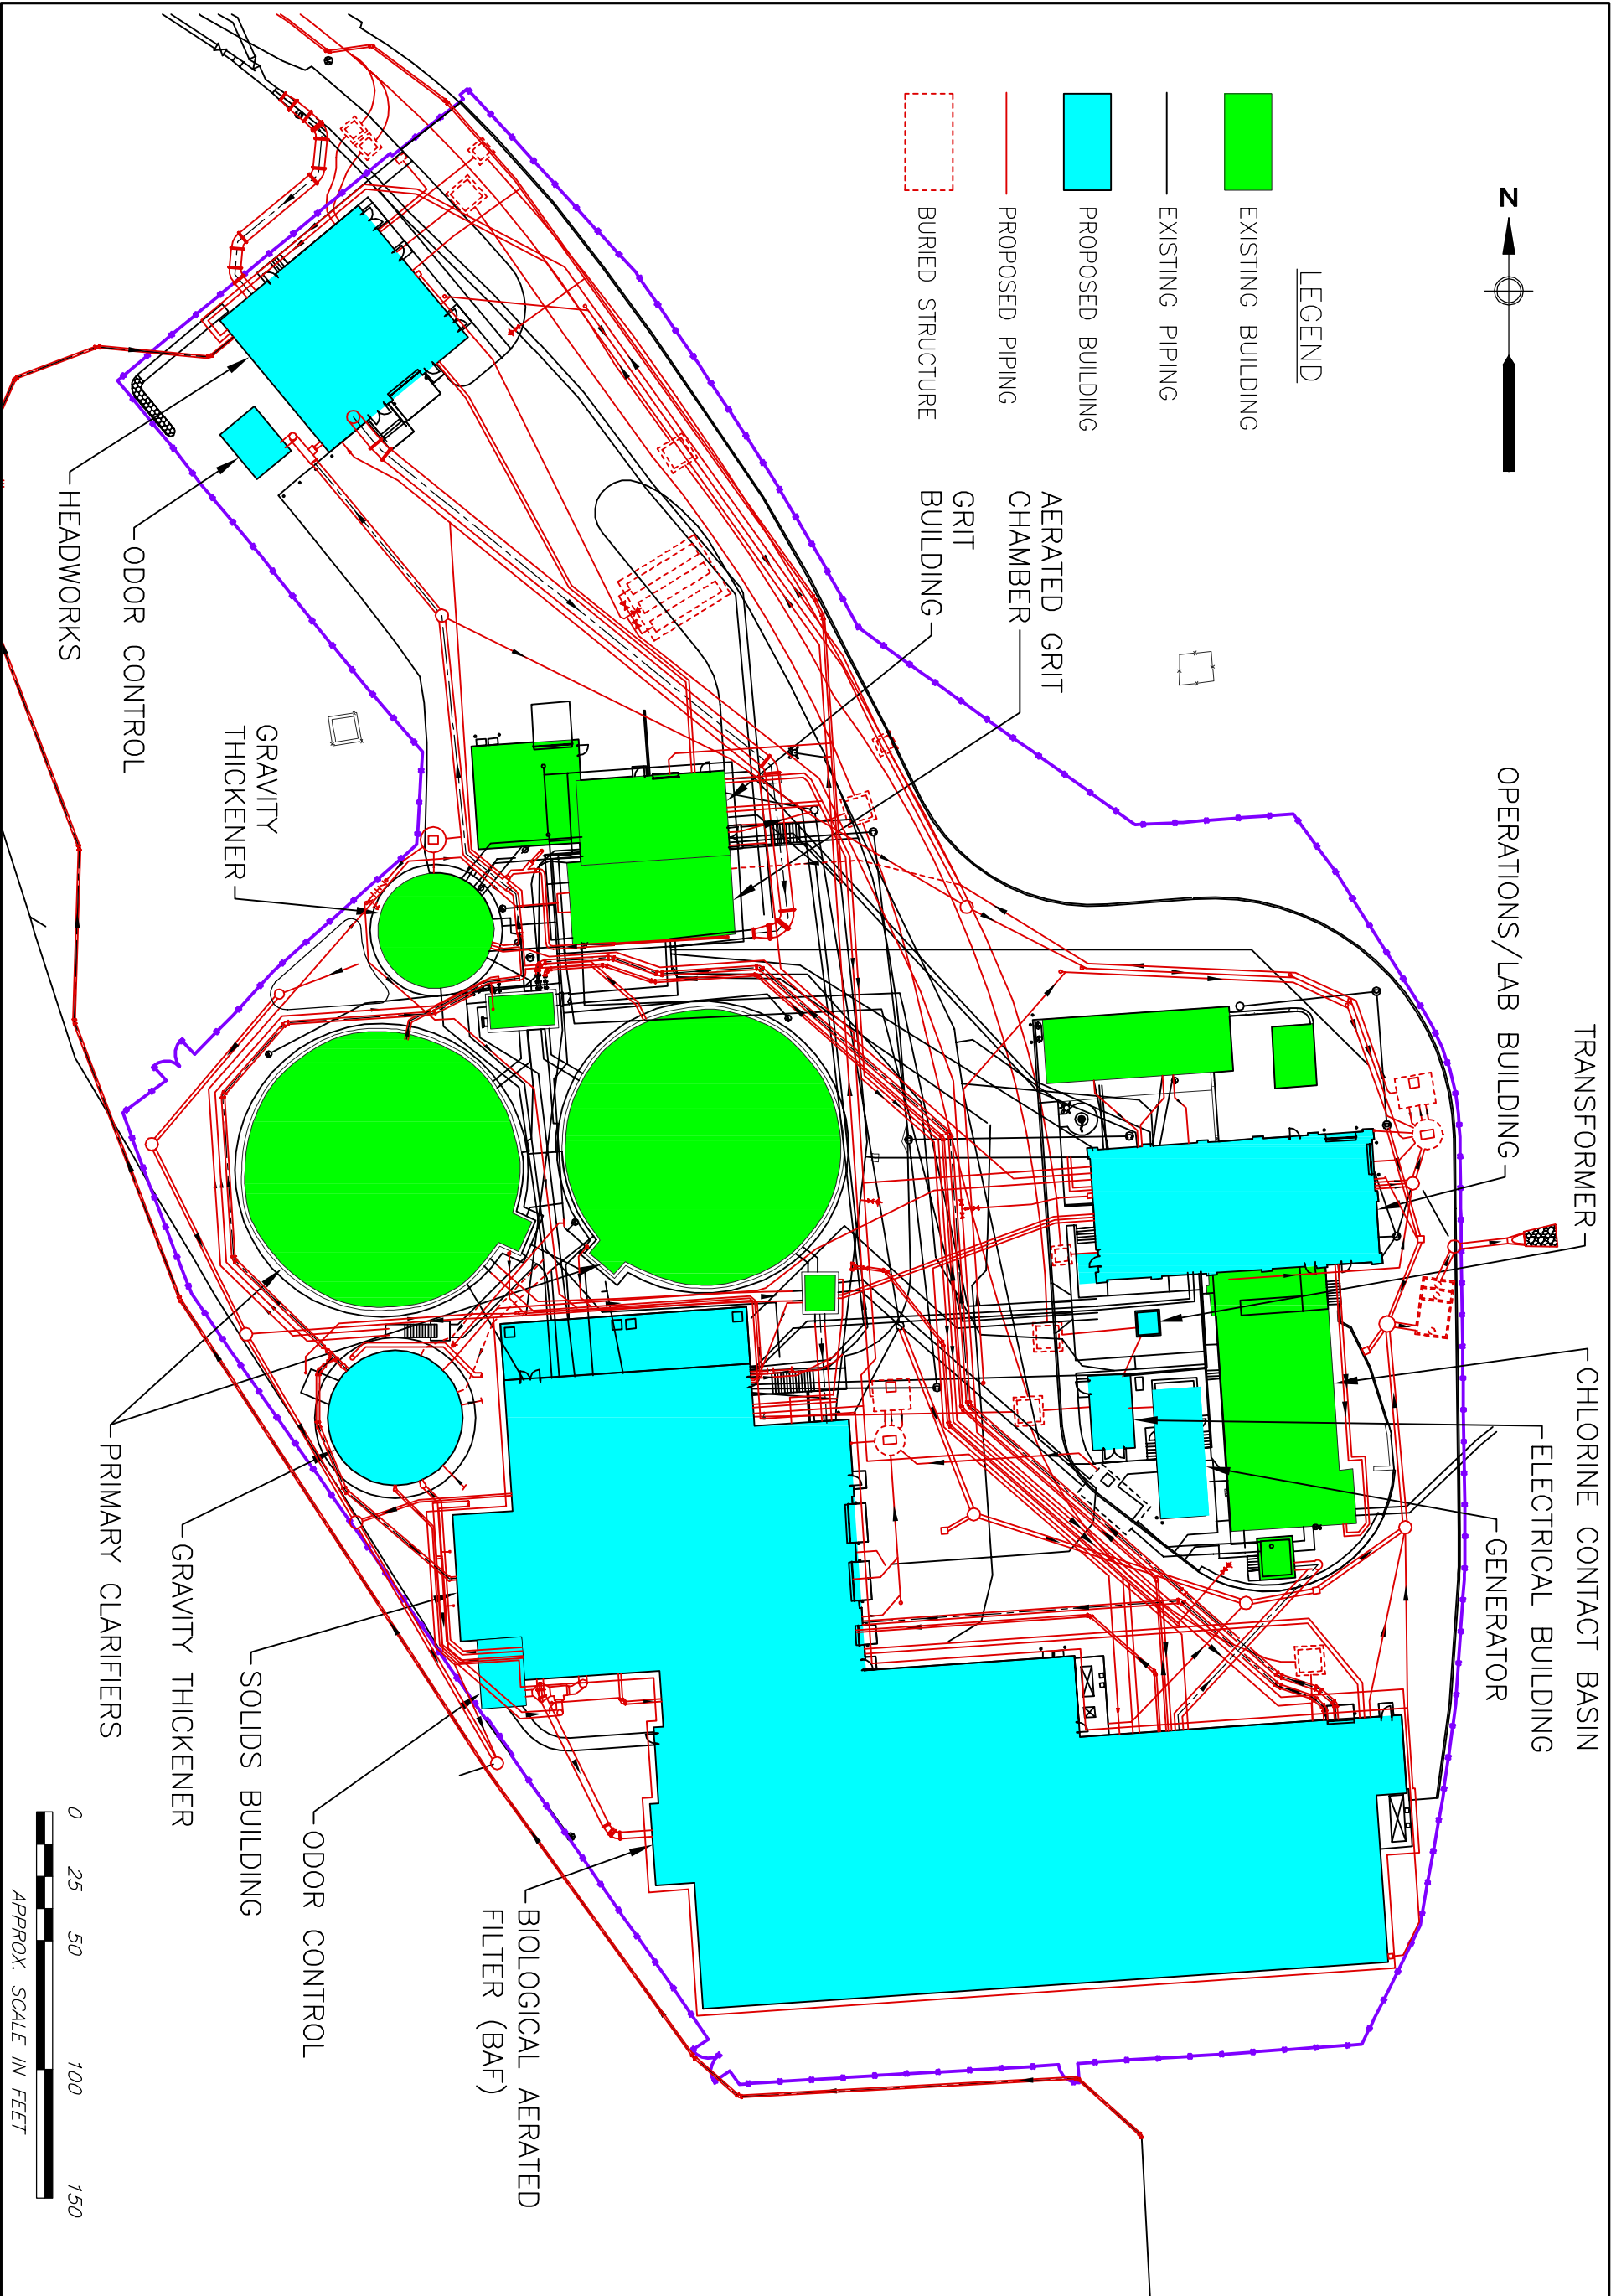 N
LEGEND
EXISTING BUILDING
EXISTING PIPING
PROPOSED BUILDING
PROPOSED PIPING
BURIED STRUCTURE
TRANSFORMER
OPERATIONS/LAB BUILDING
CHLORINE CONTACT BASIN
ELECTRICAL BUILDING
GENERATOR
AERATED GRIT
CHAMBER
GRIT
BUILDING
GRAVITY
THICKENER
ODOR CONTROL
HEADWORKS
BIOLOGICAL AERATED
FILTER (BAF)
ODOR CONTROL
SOLIDS BUILDING
GRAVITY THICKENER
PRIMARY CLARIFIERS
0 25 50 100 150
APPROX. SCALE IN FEET